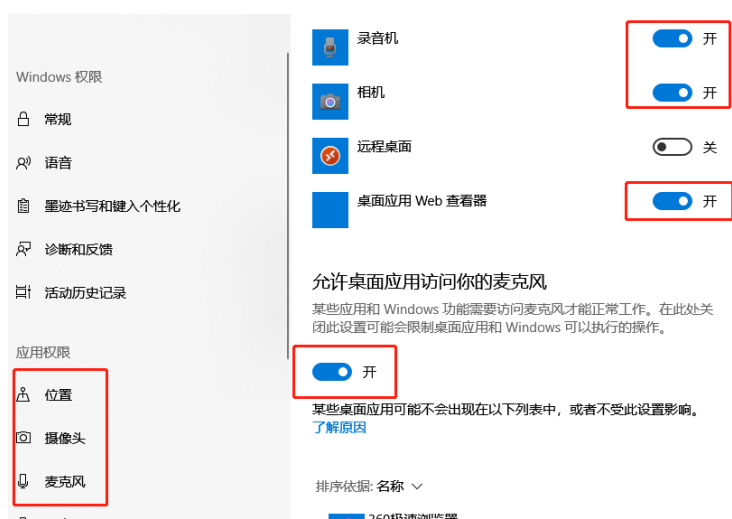 Windows 权限
常规
语音
墨迹书写和键入个性化
诊断和反馈
活动历史记录
应用权限
位置
摄像头
麦克风
录音机
开
相机
开
远程桌面
关
桌面应用 Web 查看器
开
允许桌面应用访问你的麦克风
某些应用和 Windows 功能需要访问麦克风才能正常工作。在此处关
闭此设置可能会限制桌面应用和 Windows 可以执行的操作。
开
某些桌面应用可能不会出现在以下列表中，或者不受此设置影响。
了解原因
排序依据: 名称
360极速浏览器